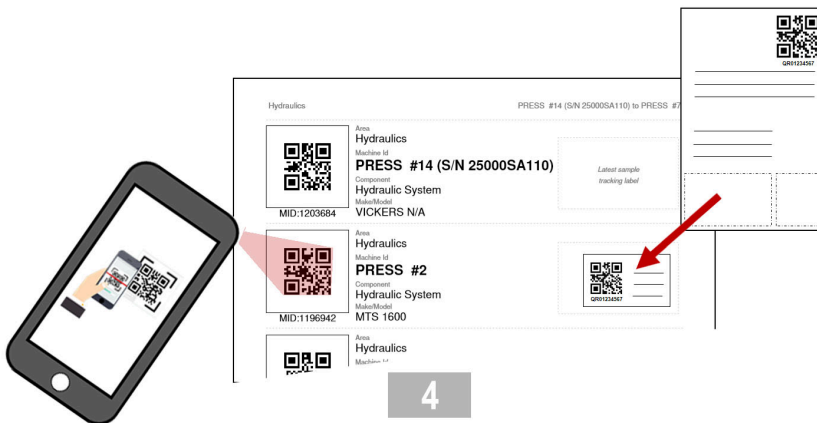 QR01234567
Hydraulics
PRESS #14 (S/N 25000SA110) to PRESS #7
Area
Hydraulics
Machine Id
PRESS #14 (S/N 25000SA110)
Component
Hydraulic System
Make/Model
VICKERS N/A
MID:1203684
Latest sample
tracking label
Area
Hydraulics
Machine Id
PRESS #2
Component
Hydraulic System
Make/Model
MTS 1600
MID:1196942
QR01234567
Area
Hydraulics
Machine
4